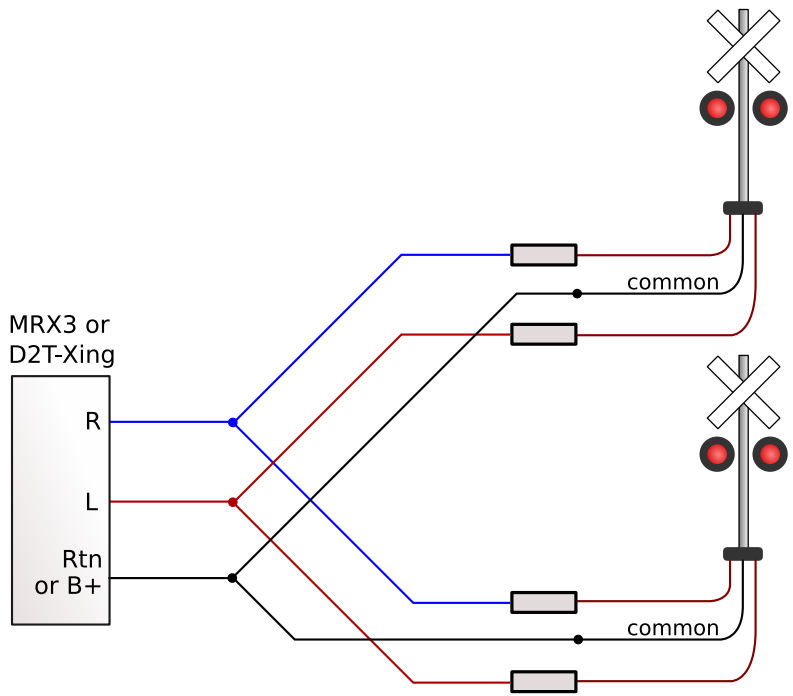 common
MRX3 or
D2T-Xing
R
L
Rtn
or B+
common